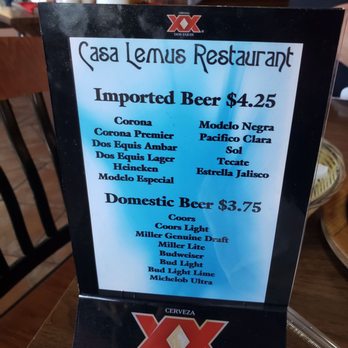 XX
DOS EQUIS
Casa Lemus Restaurant
Imported Beer $4.25
Corona
Corona Premier
Dos Equis Ambar
Dos Equis Lager
Heineken
Modelo Especial
Modelo Negra
Pacifico Clara
Sol
Tecate
Estrella Jalisco
Domestic Beer $3.75
Coors
Coors Light
Miller Genuine Draft
Miller Lite
Budweiser
Bud Light
Bud Light Lime
Michelob Ultra
CERVEZA
XX